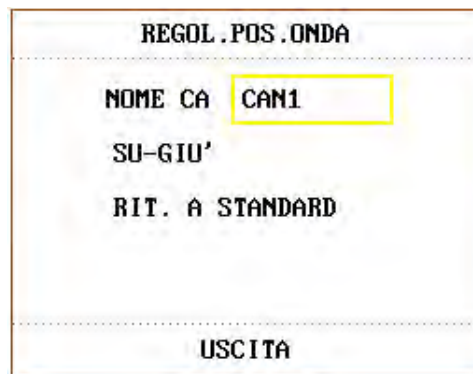 REGOL.POS.ONDA
NOME CA CAN1
SU-GIU'
RIT. A STANDARD
USCITA